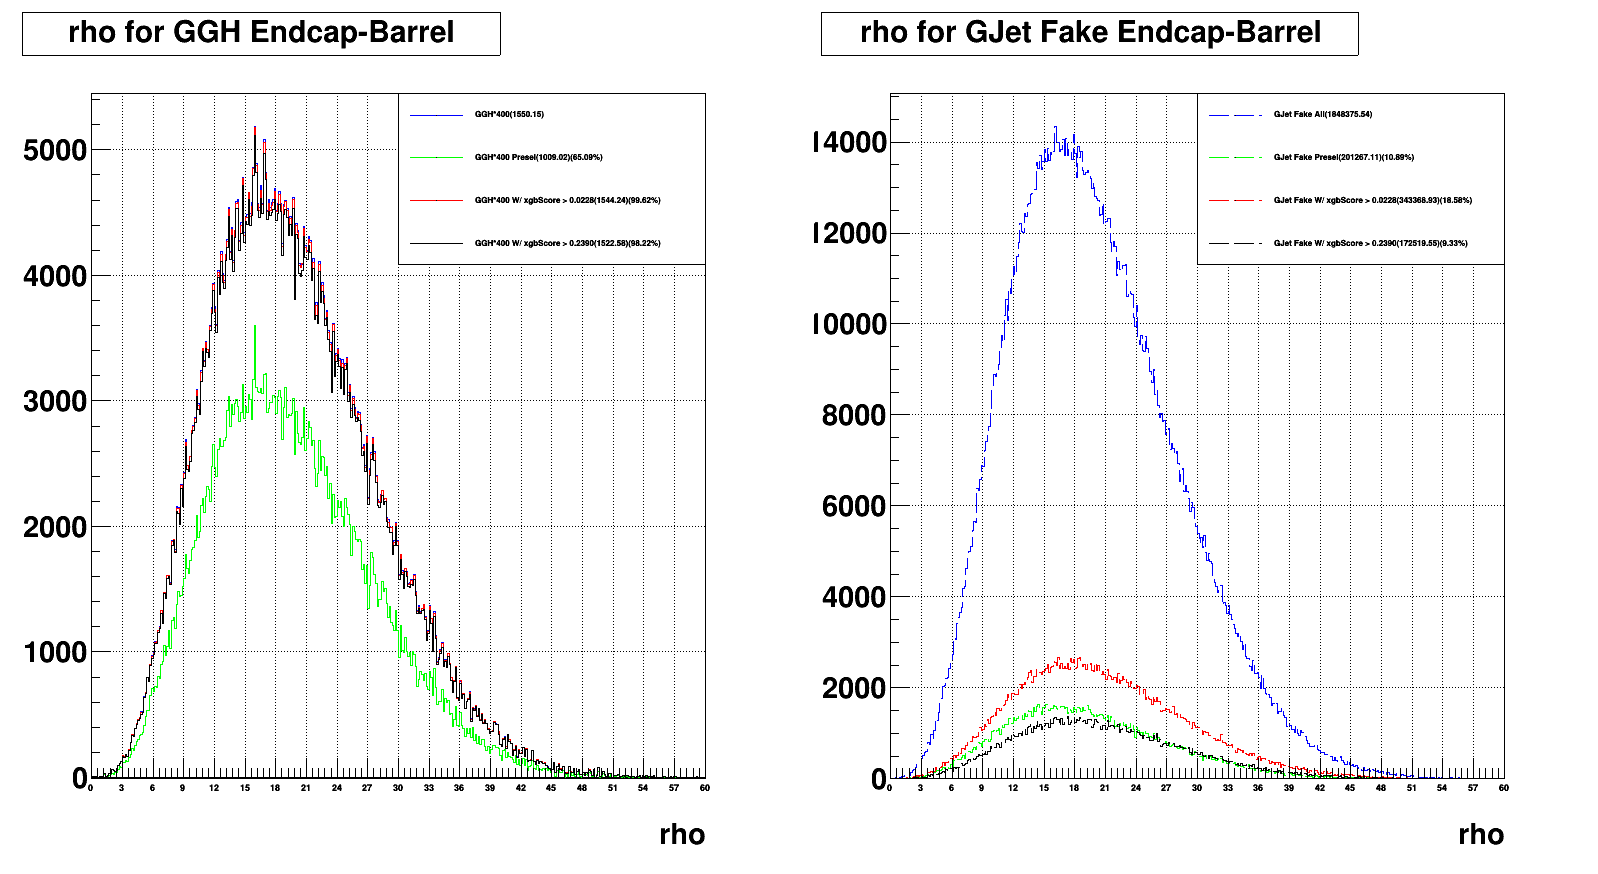 rho for GGH Endcap-Barrel
GGH*400(1550.15)
GGH*400 Presel(1009.02)(65.09%)
GGH*400 W/ xgbScore > 0.0228(1544.24)(99.62%)
GGH*400 W/ xgbScore > 0.2390(1522.58)(98.22%)
5000
4000
3000
2000
1000
0
0 3 6 9 12 15 18 21 24 27 30 33 36 39 42 45 48 51 54 57 60
rho
rho for GJet Fake Endcap-Barrel
GJet Fake All(1848375.54)
GJet Fake Presel(201267.11)(10.89%)
GJet Fake W/ xgbScore > 0.0228(343368.93)(18.58%)
GJet Fake W/ xgbScore > 0.2390(172519.55)(9.33%)
14000
12000
10000
8000
6000
4000
2000
0
0 3 6 9 12 15 18 21 24 27 30 33 36 39 42 45 48 51 54 57 60
rho